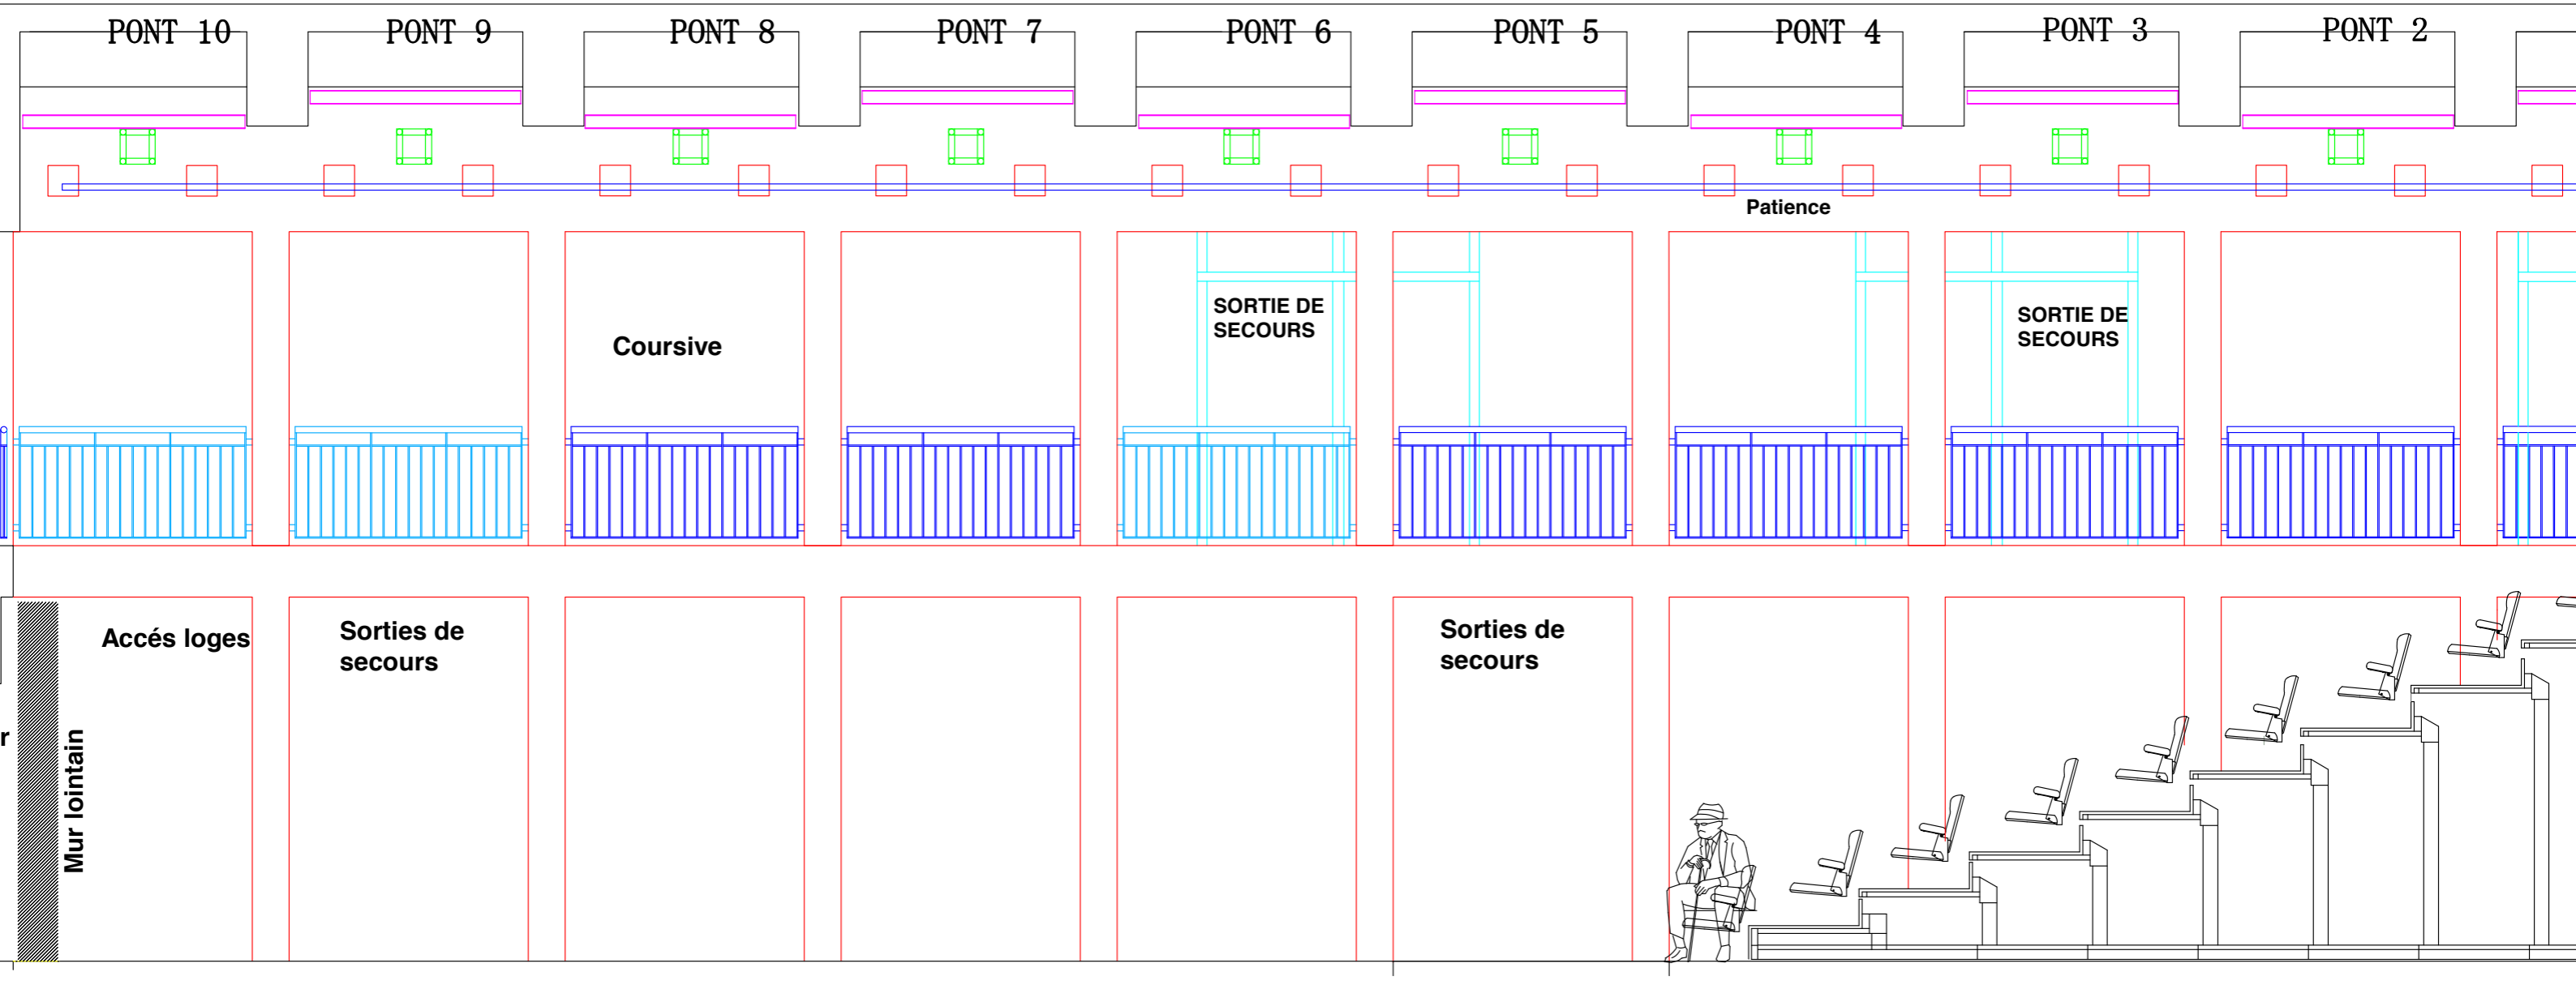 PONT 10
PONT 9
PONT 8
PONT 7
PONT 6
PONT 5
PONT 4
PONT 3
PONT 2
Patience
Coursive
SORTIE DE
SECOURS
SORTIE DE
SECOURS
Accés loges
Sorties de
secours
Sorties de
secours
r
Mur lointain